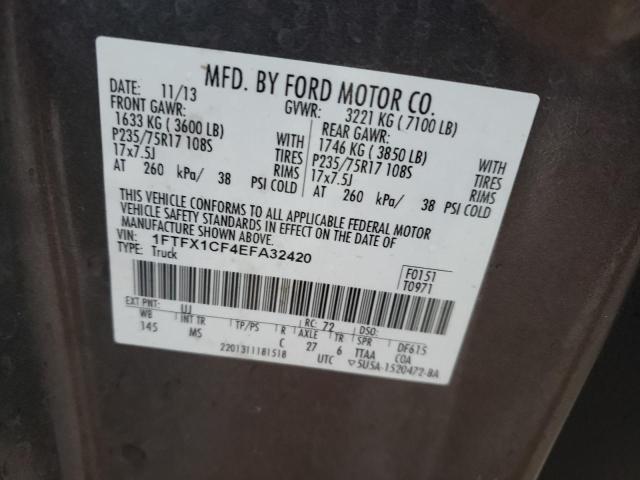 MFD. BY FORD MOTOR CO.
DATE: 11/13 GVWR: 3221 KG ( 7100 LB)
FRONT GAWR: REAR GAWR:
1633 KG ( 3600 LB) WITH 1746 KG ( 3850 LB) WITH
P235/75R17 108S TIRES P235/75R17 108S TIRES
17x7.5J RIMS 17x7.5J RIMS
AT 260 kPa/ 38 PSI COLD AT 260 kPa/ 38 PSI COLD
THIS VEHICLE CONFORMS TO ALL APPLICABLE FEDERAL MOTOR
VEHICLE SAFETY STANDARDS IN EFFECT ON THE DATE OF
MANUFACTURE SHOWN ABOVE.
VIN: 1FTFX1CF4EFA32420
TYPE: Truck
F0151
T0971
EXT PNT: UJ RC: 72 DSO:
WB INT TR TP/PS R AXLE TR SPR DF615
145 MS C 27 6 TTAA COA
2201311181518 UTC ▽5U5A-1520472-BA